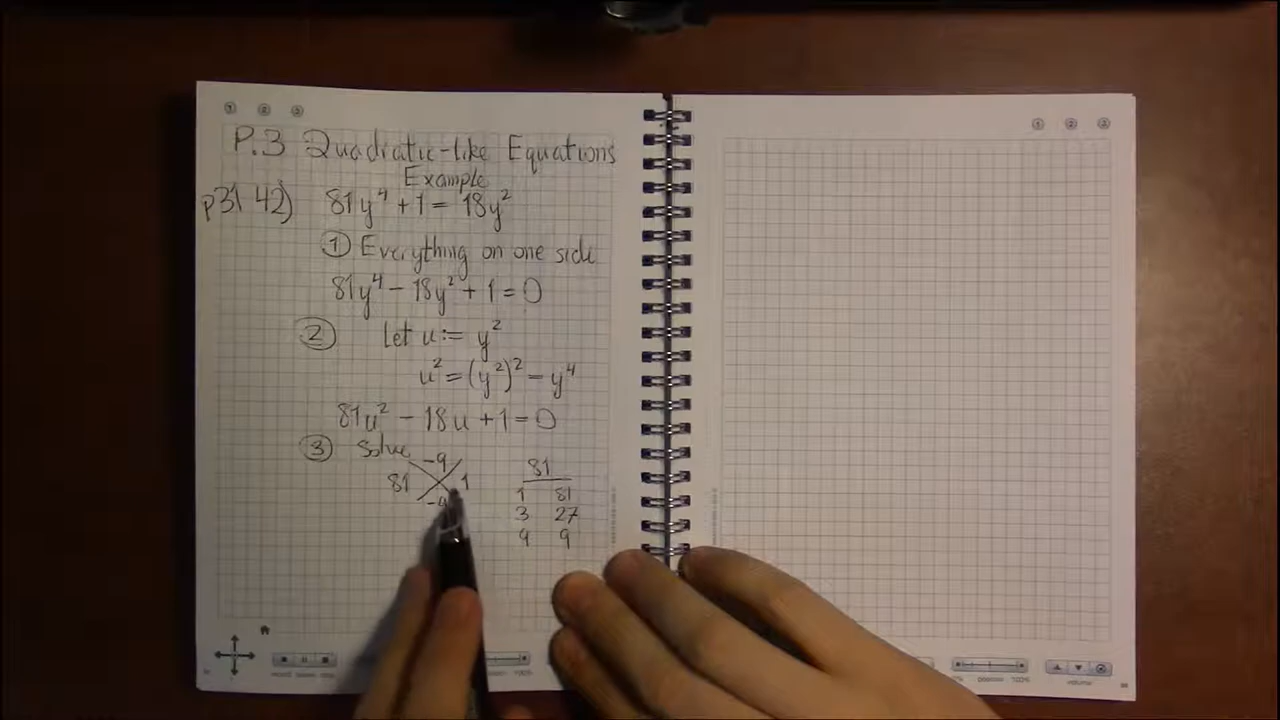 P.3 Quadratic-like Equations
Example
p31 42) 81y⁴ + 1 = 18y²
① Everything on one side
81y⁴ - 18y² + 1 = 0
② Let u := y²
u² = (y²)² = y⁴
81u² - 18u + 1 = 0
③ Solve
-9
81 1
-9
81
1 81
3 27
9 9